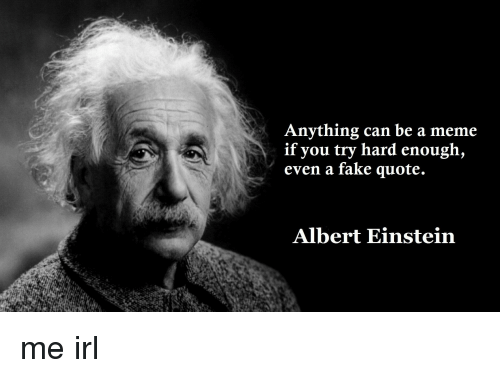 Anything can be a meme
if you try hard enough,
even a fake quote.
Albert Einstein
me irl